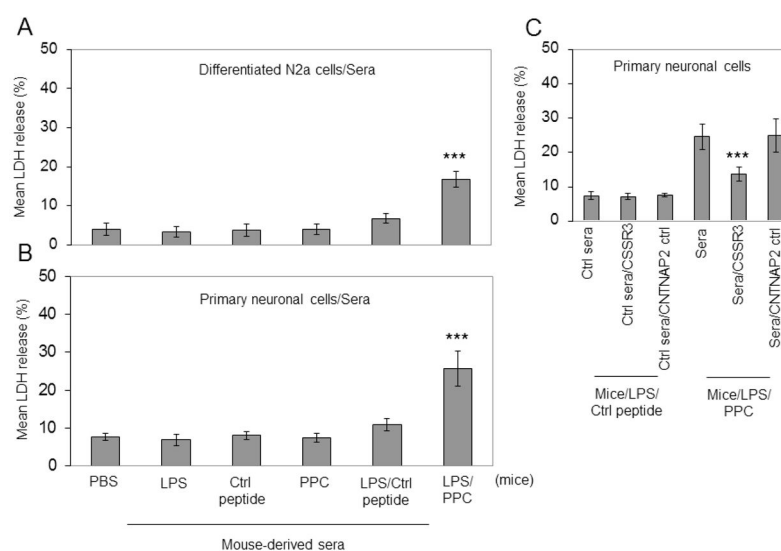 A
50
40
30
20
10
0
Mean LDH release (%)
Differentiated N2a cells/Sera
***
B
50
40
30
20
10
0
Mean LDH release (%)
Primary neuronal cells/Sera
***
PBS
LPS
Ctrl
peptide
PPC
LPS/Ctrl
peptide
LPS/
PPC
(mice)
Mouse-derived sera
C
50
40
30
20
10
0
Mean LDH release (%)
Primary neuronal cells
***
Ctrl sera
Ctrl sera/CSSR3
Ctrl sera/CNTNAP2 ctrl
Sera
Sera/CSSR3
Sera/CNTNAP2 ctrl
Mice/LPS/
Ctrl peptide
Mice/LPS/
PPC